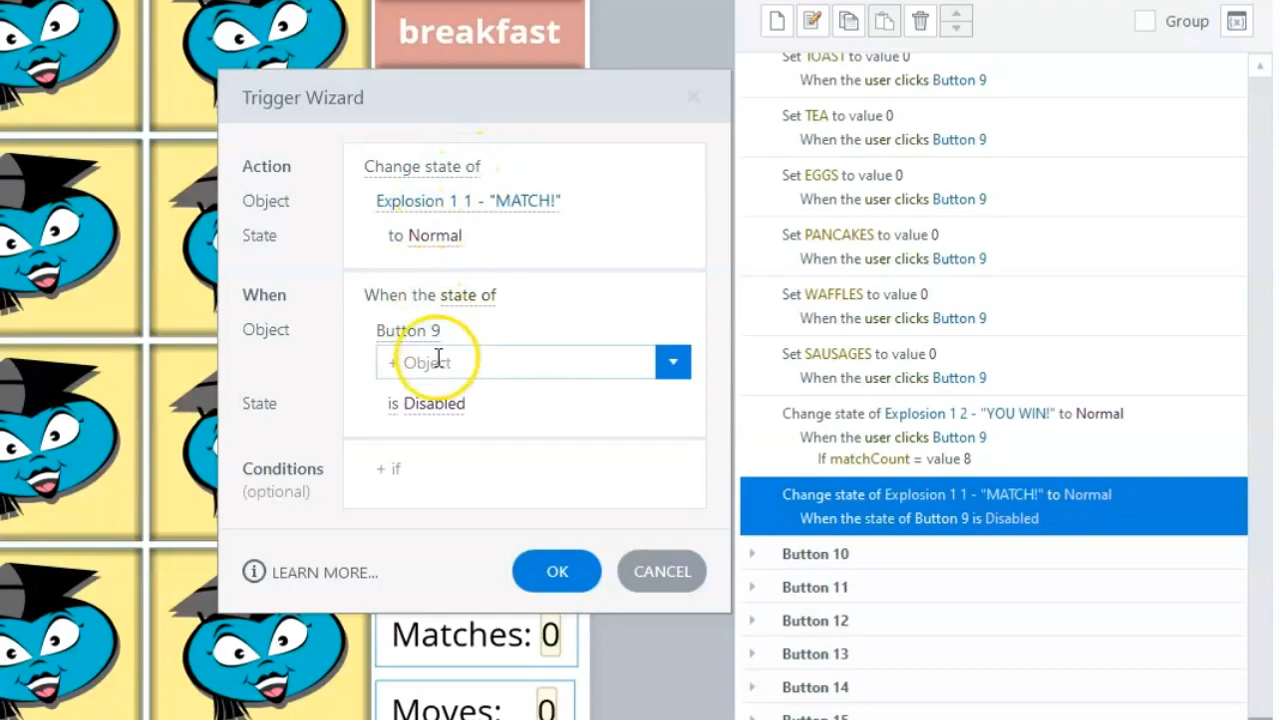 breakfast
Group
Trigger Wizard
Action
Change state of
Object
Explosion 1 1 - "MATCH!"
State
to Normal
When
When the state of
Object
Button 9
+ Object
State
is Disabled
Conditions
(optional)
+ if
LEARN MORE...
OK
CANCEL
Matches: 0
Moves: 0
Set TOAST to value 0
When the user clicks Button 9
Set TEA to value 0
When the user clicks Button 9
Set EGGS to value 0
When the user clicks Button 9
Set PANCAKES to value 0
When the user clicks Button 9
Set WAFFLES to value 0
When the user clicks Button 9
Set SAUSAGES to value 0
When the user clicks Button 9
Change state of Explosion 1 2 - "YOU WIN!" to Normal
When the user clicks Button 9
If matchCount = value 8
Change state of Explosion 1 1 - "MATCH!" to Normal
When the state of Button 9 is Disabled
Button 10
Button 11
Button 12
Button 13
Button 14
Button 15